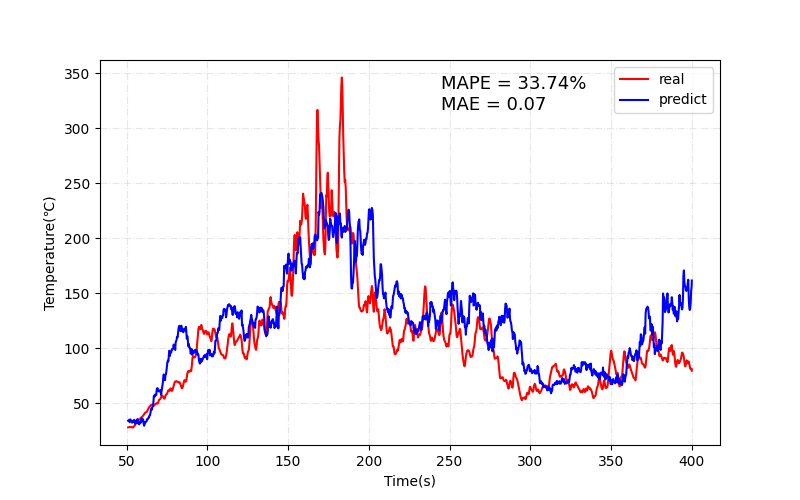 MAPE = 33.74%
MAE = 0.07
real
predict
Temperature(℃)
350
300
250
200
150
100
50
50 100 150 200 250 300 350 400
Time(s)